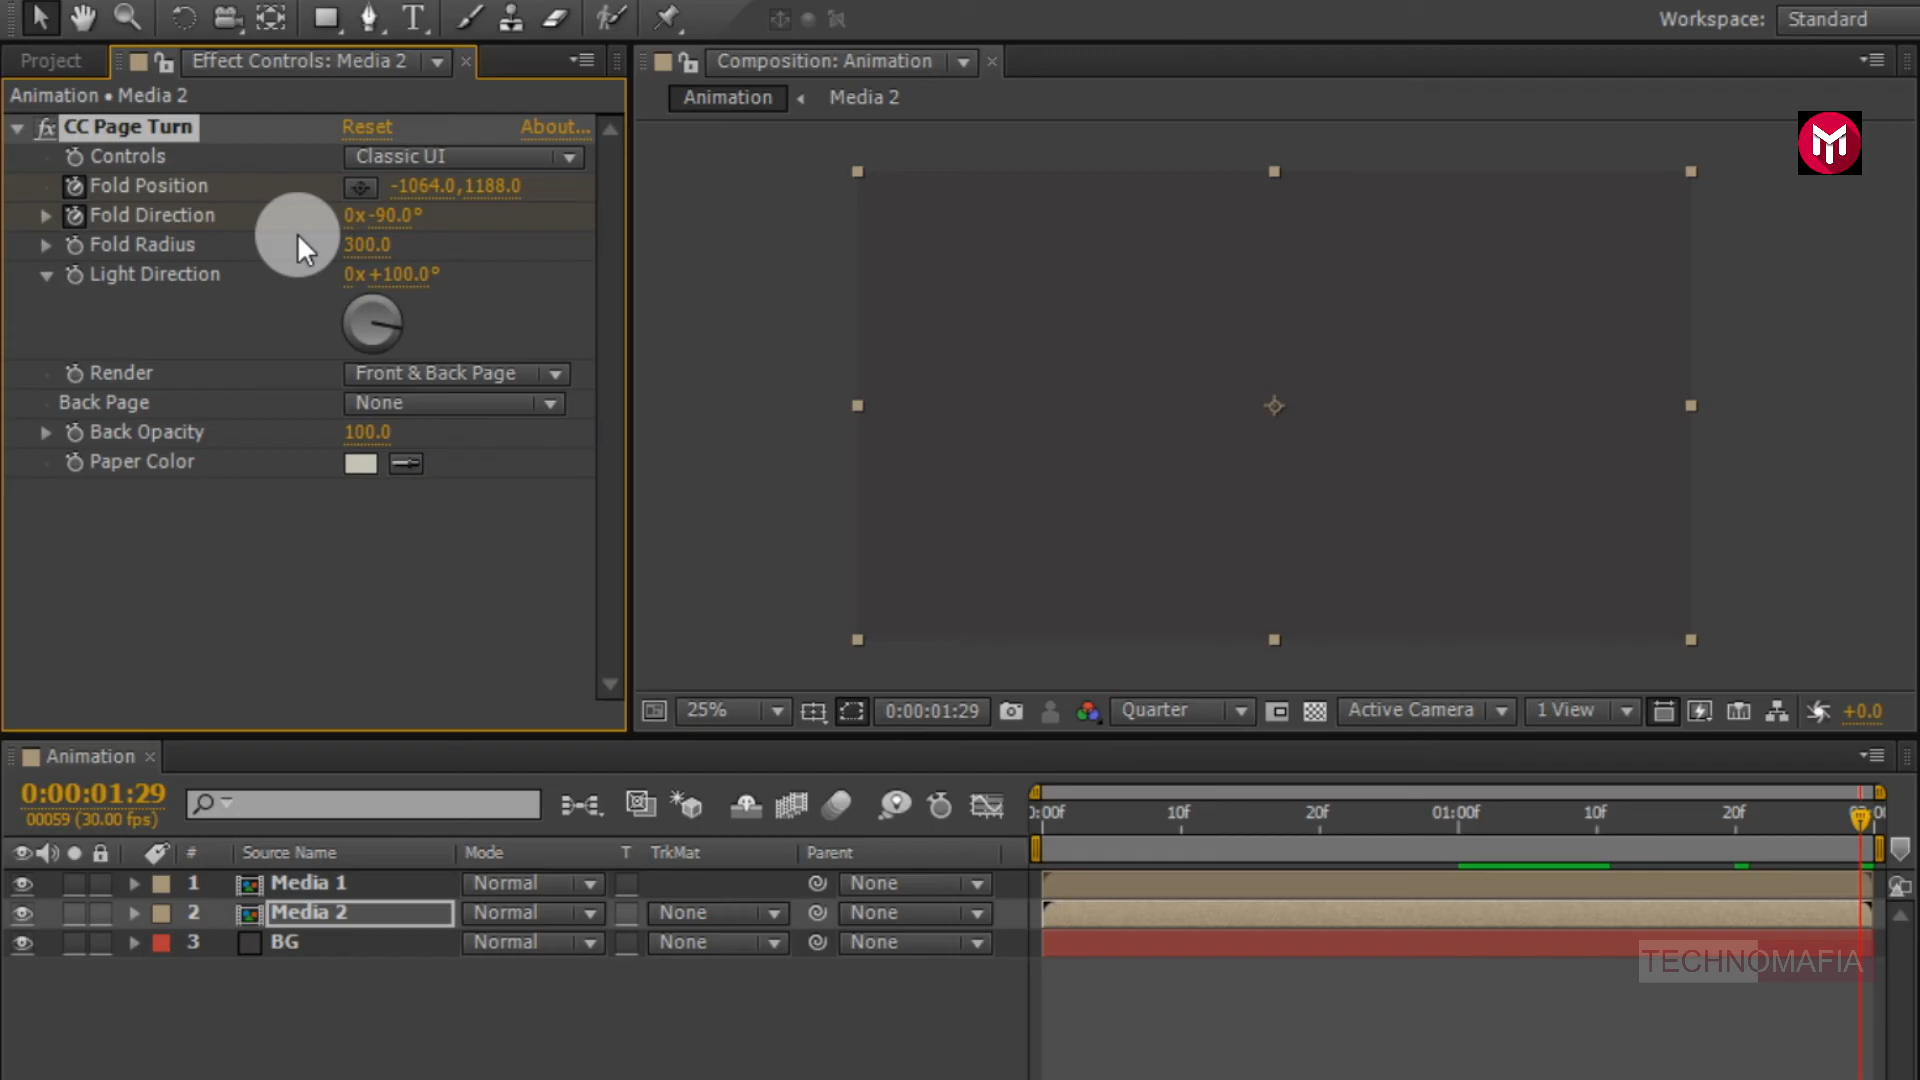 Workspace: Standard
Project Effect Controls: Media 2
Composition: Animation
Animation • Media 2
Animation Media 2
fx CC Page Turn Reset About...
Controls Classic UI
Fold Position -1064.0,1188.0
Fold Direction 0x-90.0°
Fold Radius 300.0
Light Direction 0x+100.0°
Render Front & Back Page
Back Page None
Back Opacity 100.0
Paper Color
25% 0:00:01:29 Quarter Active Camera 1 View +0.0
Animation
0:00:01:29
00059 (30.00 fps)
0:00f 10f 20f 01:00f 10f 20f
# Source Name Mode T TrkMat Parent
1 Media 1 Normal None
2 Media 2 Normal None None
3 BG Normal None None
TECHNOMAFIA